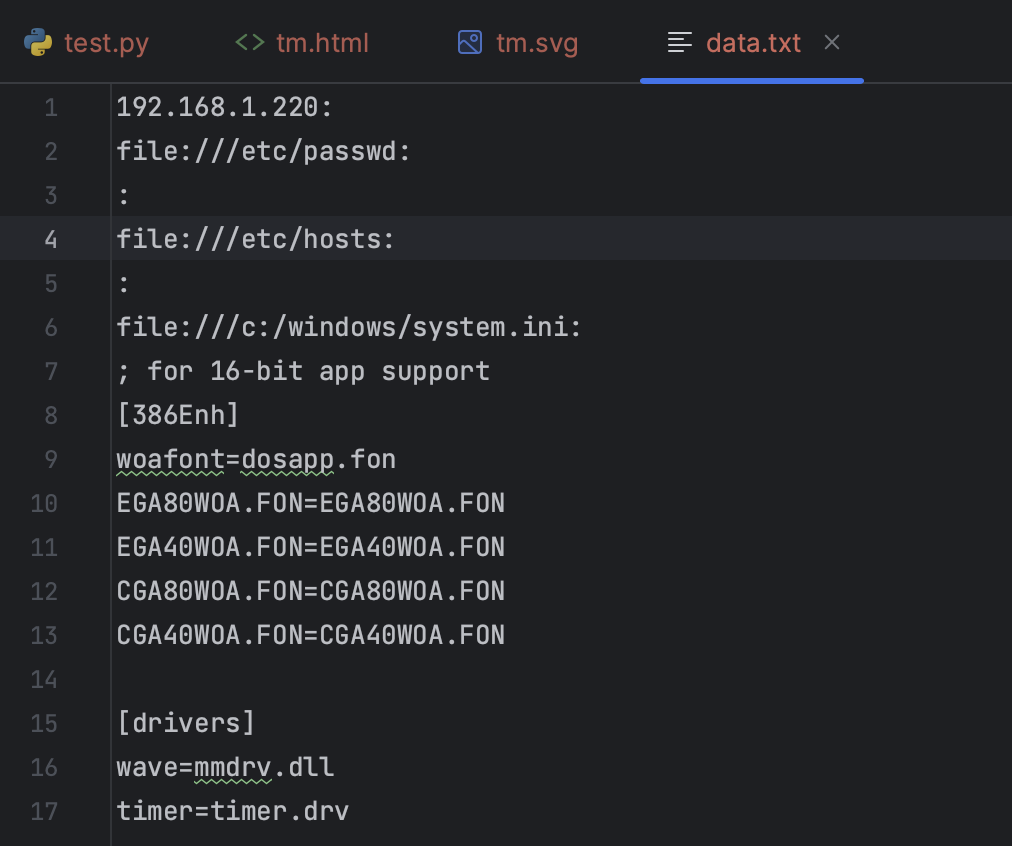 test.py
tm.html
tm.svg
data.txt
1 192.168.1.220:
2 file:///etc/passwd:
3 :
4 file:///etc/hosts:
5 :
6 file:///c:/windows/system.ini:
7 ; for 16-bit app support
8 [386Enh]
9 woafont=dosapp.fon
10 EGA80WOA.FON=EGA80WOA.FON
11 EGA40WOA.FON=EGA40WOA.FON
12 CGA80WOA.FON=CGA80WOA.FON
13 CGA40WOA.FON=CGA40WOA.FON
14
15 [drivers]
16 wave=mmdrv.dll
17 timer=timer.drv